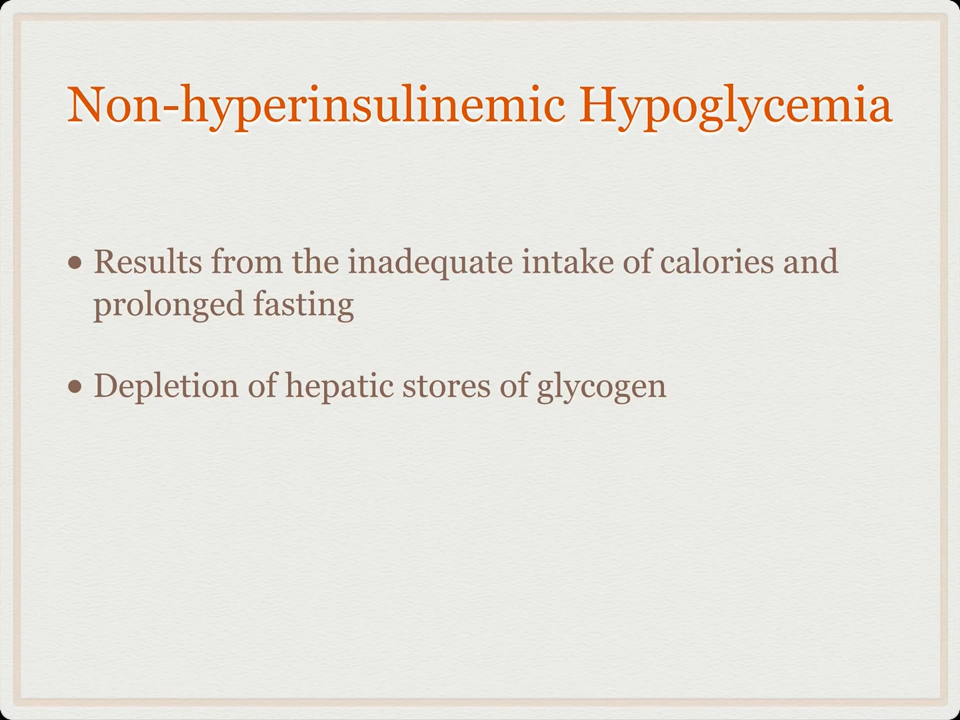 Non-hyperinsulinemic Hypoglycemia
• Results from the inadequate intake of calories and
prolonged fasting
• Depletion of hepatic stores of glycogen